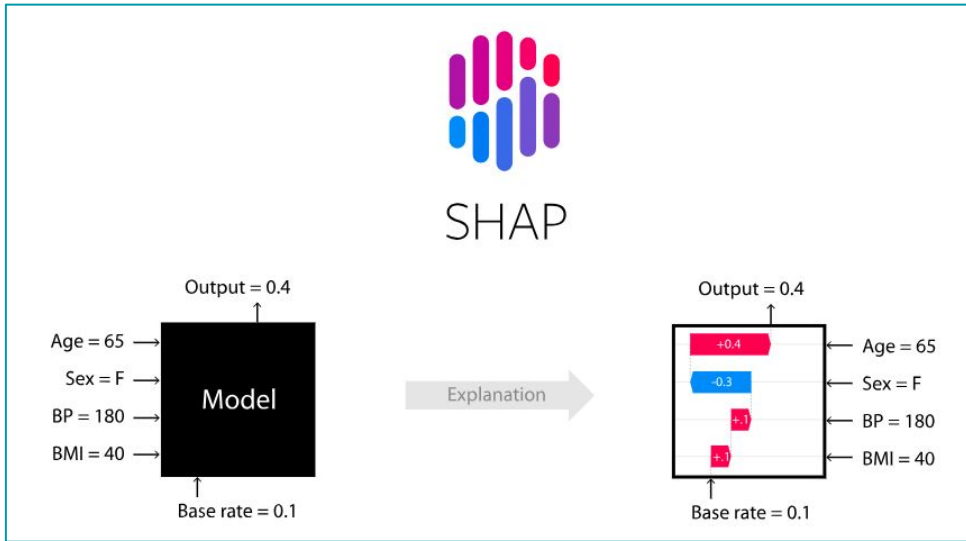 SHAP
Output = 0.4
Age = 65
Sex = F
BP = 180
BMI = 40
Model
Base rate = 0.1
Explanation
Output = 0.4
+0.4
Age = 65
-0.3
Sex = F
+.1
BP = 180
+.1
BMI = 40
Base rate = 0.1